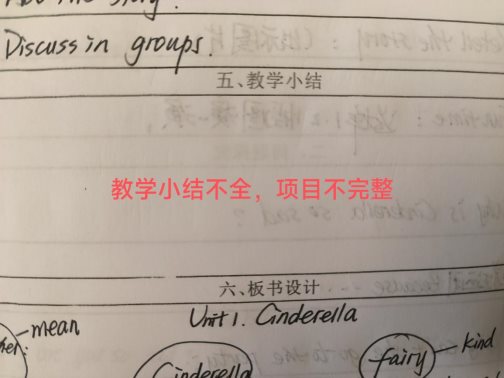 Discuss in groups.
五、教学小结
教学小结不全，项目不完整
六、板书设计
Unit 1. Cinderella
mean
kind
Cinderella
fairy